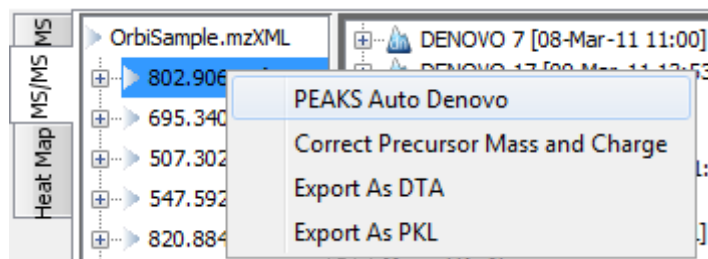 MS
MS/MS
Heat Map
OrbiSample.mzXML
802.906
695.340
507.302
547.592
820.884
DENOVO 7 [08-Mar-11 11:00]
PEAKS Auto Denovo
Correct Precursor Mass and Charge
Export As DTA
Export As PKL